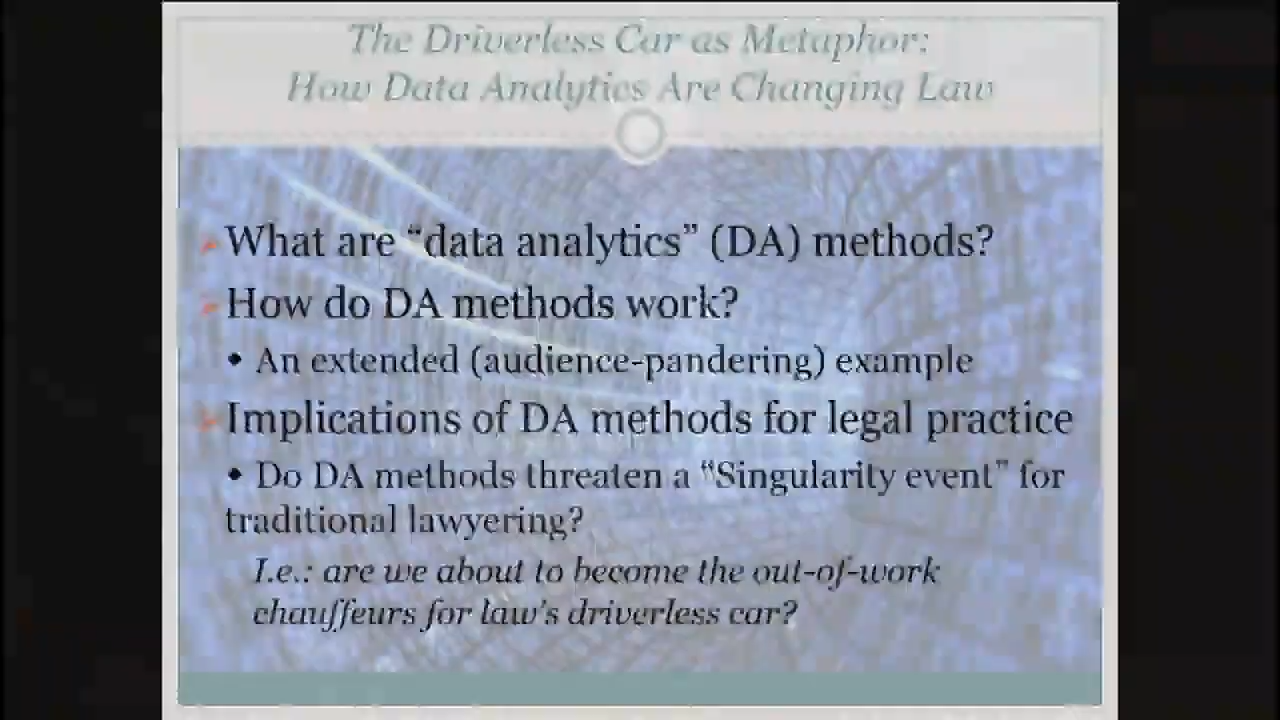 The Driverless Car as Metaphor:
How Data Analytics Are Changing Law
➢ What are “data analytics” (DA) methods?
➢ How do DA methods work?
• An extended (audience-pandering) example
➢ Implications of DA methods for legal practice
• Do DA methods threaten a “Singularity event” for
traditional lawyering?
I.e.: are we about to become the out-of-work
chauffeurs for law’s driverless car?